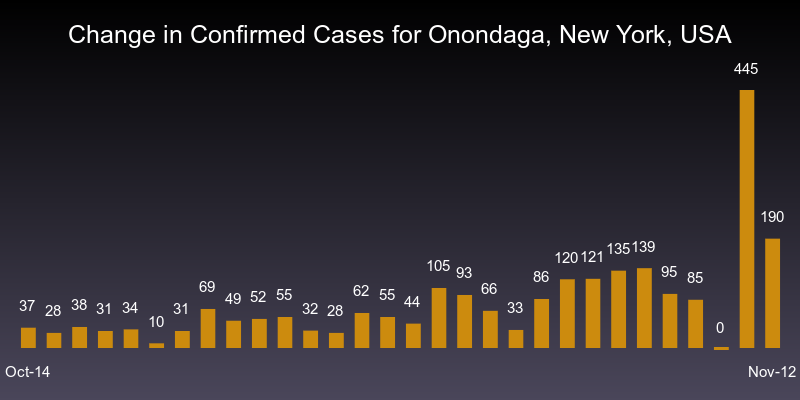 Change in Confirmed Cases for Onondaga, New York, USA
37 28 38 31 34 10 31 69 49 52 55 32 28 62 55 44 105 93 66 33 86 120 121 135 139 95 85 0 445 190
Oct-14 Nov-12